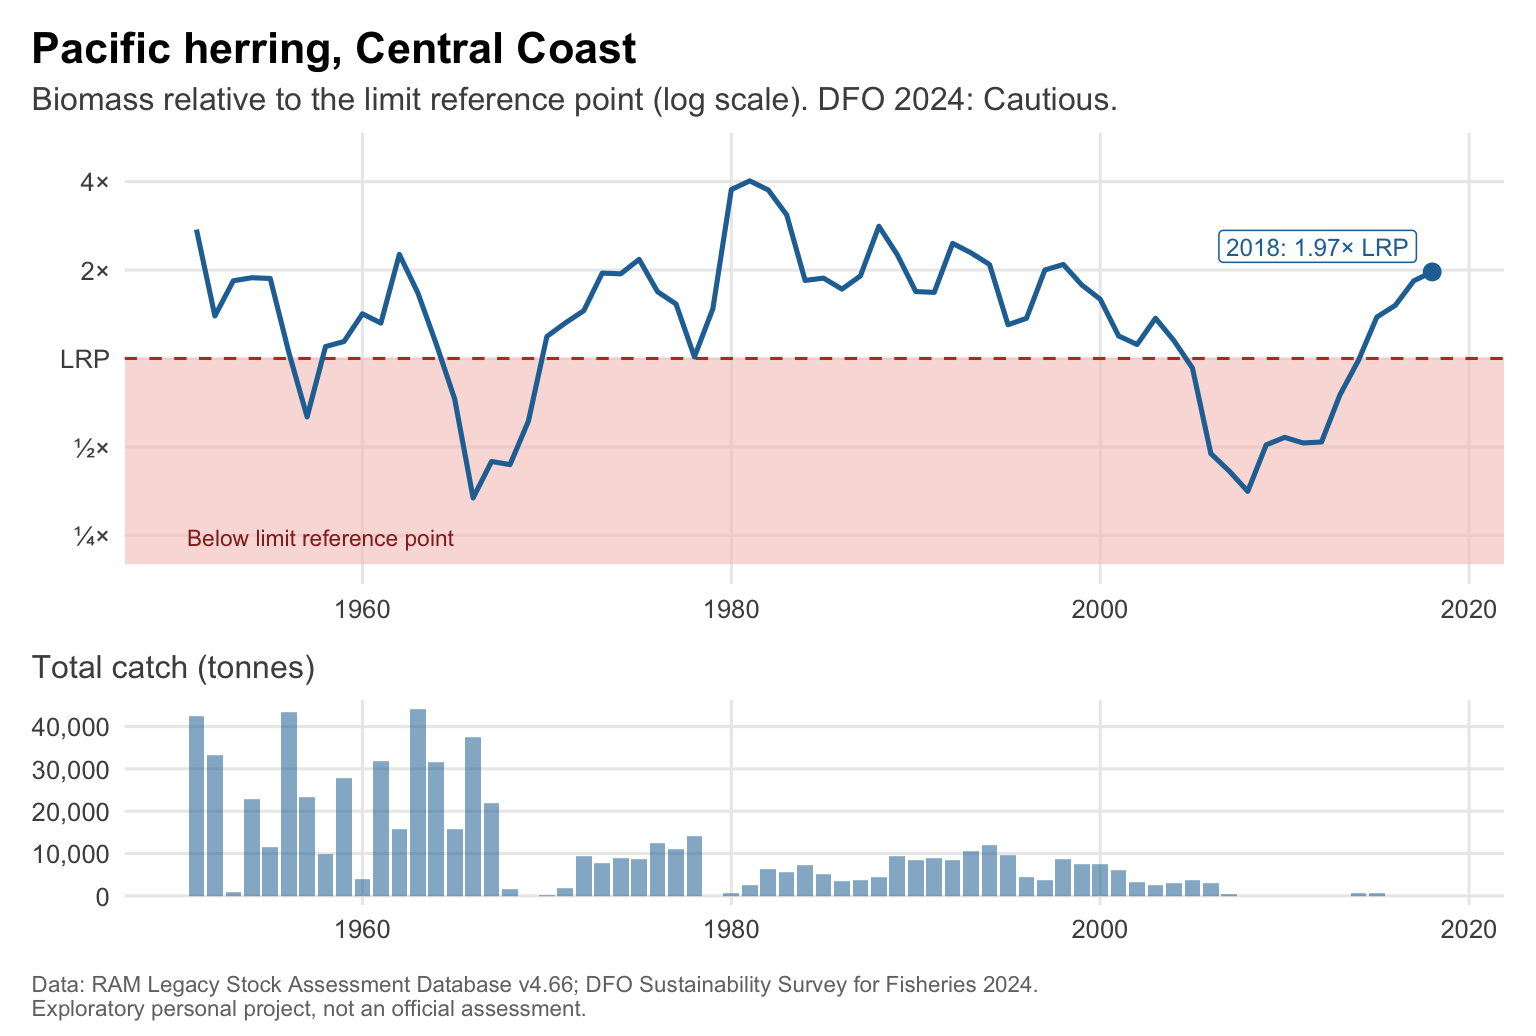 Pacific herring, Central Coast
Biomass relative to the limit reference point (log scale). DFO 2024: Cautious.
4×
2×
LRP
½×
¼×
2018: 1.97× LRP
Below limit reference point
1960
1980
2000
2020
Total catch (tonnes)
40,000
30,000
20,000
10,000
0
1960
1980
2000
2020
Data: RAM Legacy Stock Assessment Database v4.66; DFO Sustainability Survey for Fisheries 2024.
Exploratory personal project, not an official assessment.